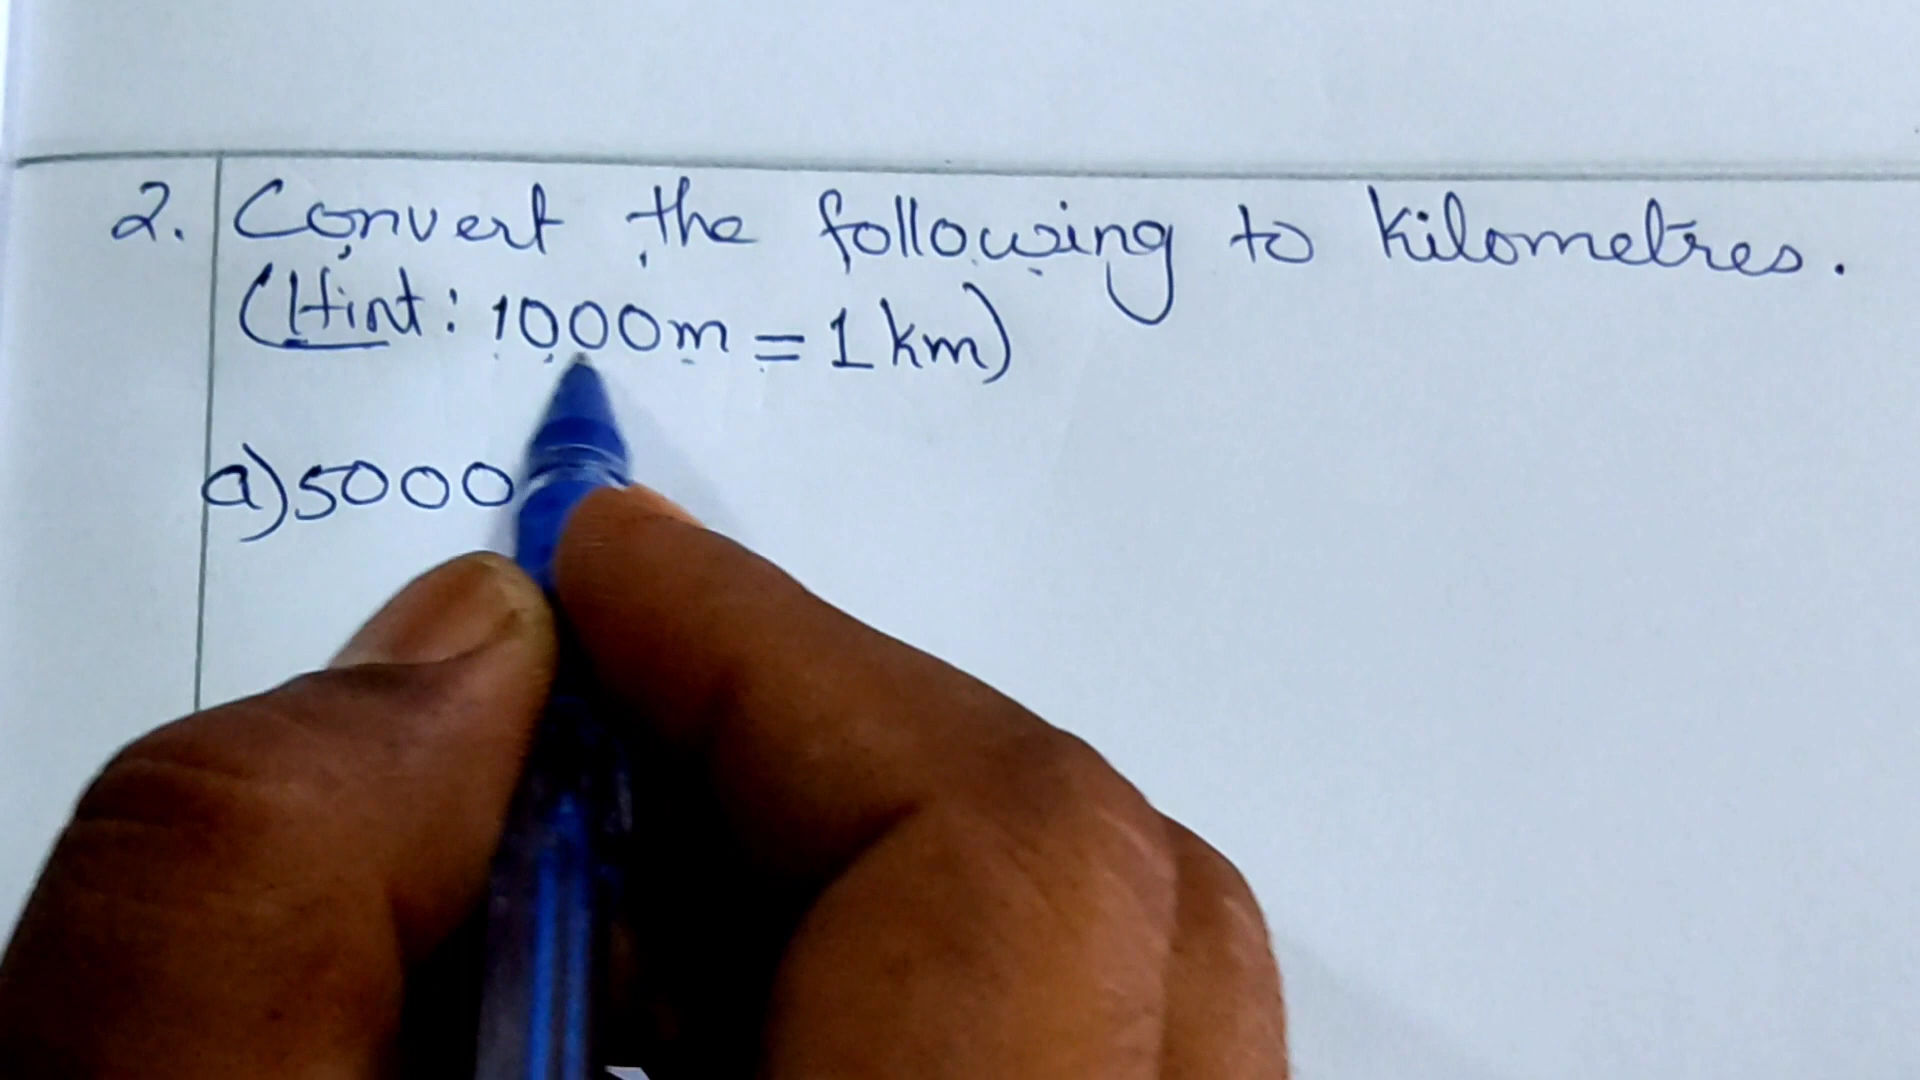 2. Convert the following to kilometres.
(Hint: 1000m = 1 km)
a) 5000